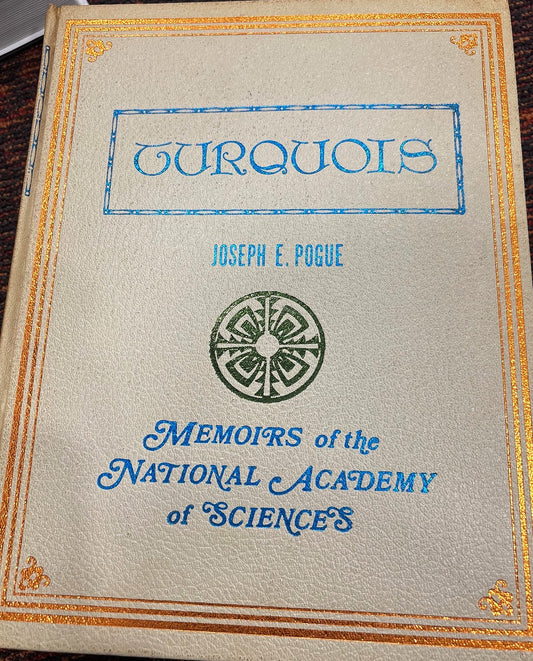 TURQUOIS
JOSEPH E. POGUE
MEMOIRS of the
NATIONAL ACADEMY
of SCIENCES